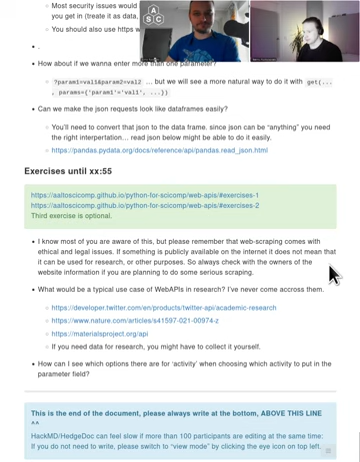 Most security issues would
you get in (treat it as data,
You should also use https w
.
How about if we wanna enter more than one parameter?
?param1=val1&param2=val2 ... but we will see a more natural way to do it with get(...
, params={'param1'='val1', ...})
Can we make the json requests look like dataframes easily?
You'll need to convert that json to the data frame. since json can be “anything” you need
the right interpertation... read json below might be able to do it easily.
https://pandas.pydata.org/docs/reference/api/pandas.read_json.html
Exercises until xx:55
https://aaltoscicomp.github.io/python-for-scicomp/web-apis/#exercises-1
https://aaltoscicomp.github.io/python-for-scicomp/web-apis/#exercises-2
Third exercise is optional.
I know most of you are aware of this, but please remember that web-scraping comes with
ethical and legal issues. If something is publicly available on the internet it does not mean that
it can be used for research, or other purposes. So always check with the owners of the
website information if you are planning to do some serious scraping.
What would be a typical use case of WebAPIs in research? I've never come accross them.
https://developer.twitter.com/en/products/twitter-api/academic-research
https://www.nature.com/articles/s41597-021-00974-z
https://materialsproject.org/api
If you need data for research, you might have to collect it yourself.
How can I see which options there are for 'activity' when choosing which activity to put in the
parameter field?
This is the end of the document, please always write at the bottom, ABOVE THIS LINE
^^
HackMD/HedgeDoc can feel slow if more than 100 participants are editing at the same time:
If you do not need to write, please switch to “view mode” by clicking the eye icon on top left.
A
S C